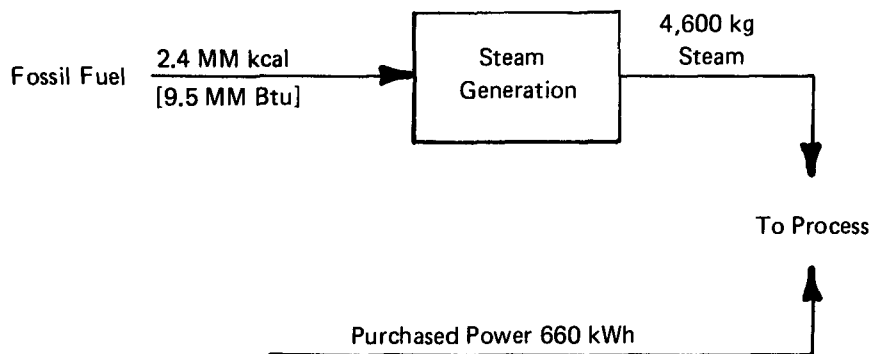 4,600 kg
Steam
2.4 MM kcal
Fossil Fuel
[9.5 MM Btu]
Steam
Generation
To Process
Purchased Power 660 kWh